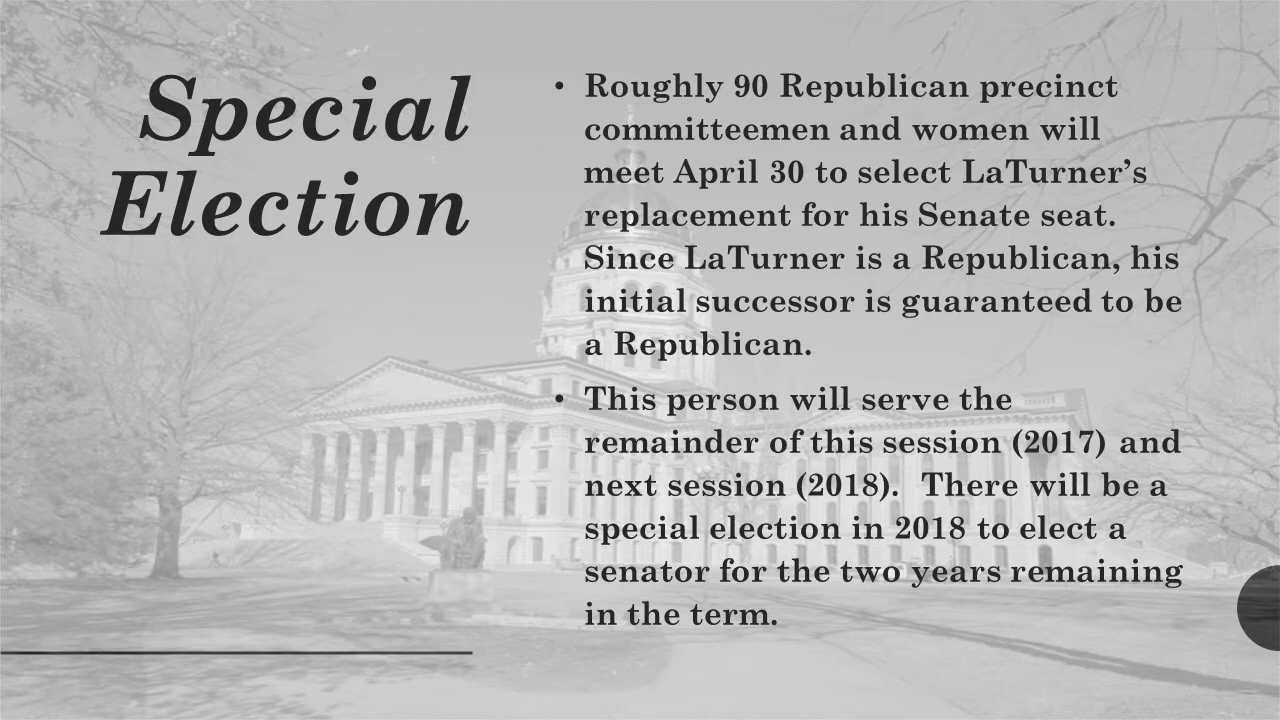 Special
Election
• Roughly 90 Republican precinct
committeemen and women will
meet April 30 to select LaTurner’s
replacement for his Senate seat.
Since LaTurner is a Republican, his
initial successor is guaranteed to be
a Republican.
• This person will serve the
remainder of this session (2017) and
next session (2018).  There will be a
special election in 2018 to elect a
senator for the two years remaining
in the term.